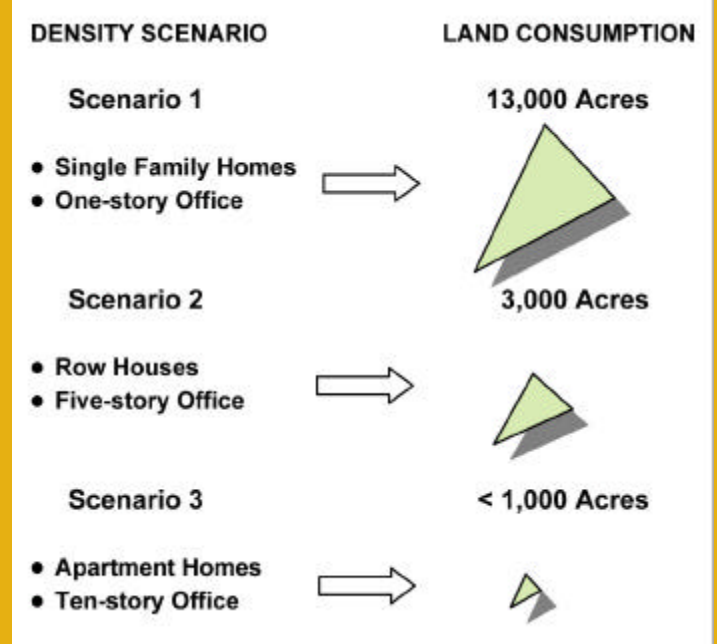 DENSITY SCENARIO LAND CONSUMPTION
Scenario 1 13,000 Acres
● Single Family Homes
● One-story Office
Scenario 2 3,000 Acres
● Row Houses
● Five-story Office
Scenario 3 < 1,000 Acres
● Apartment Homes
● Ten-story Office